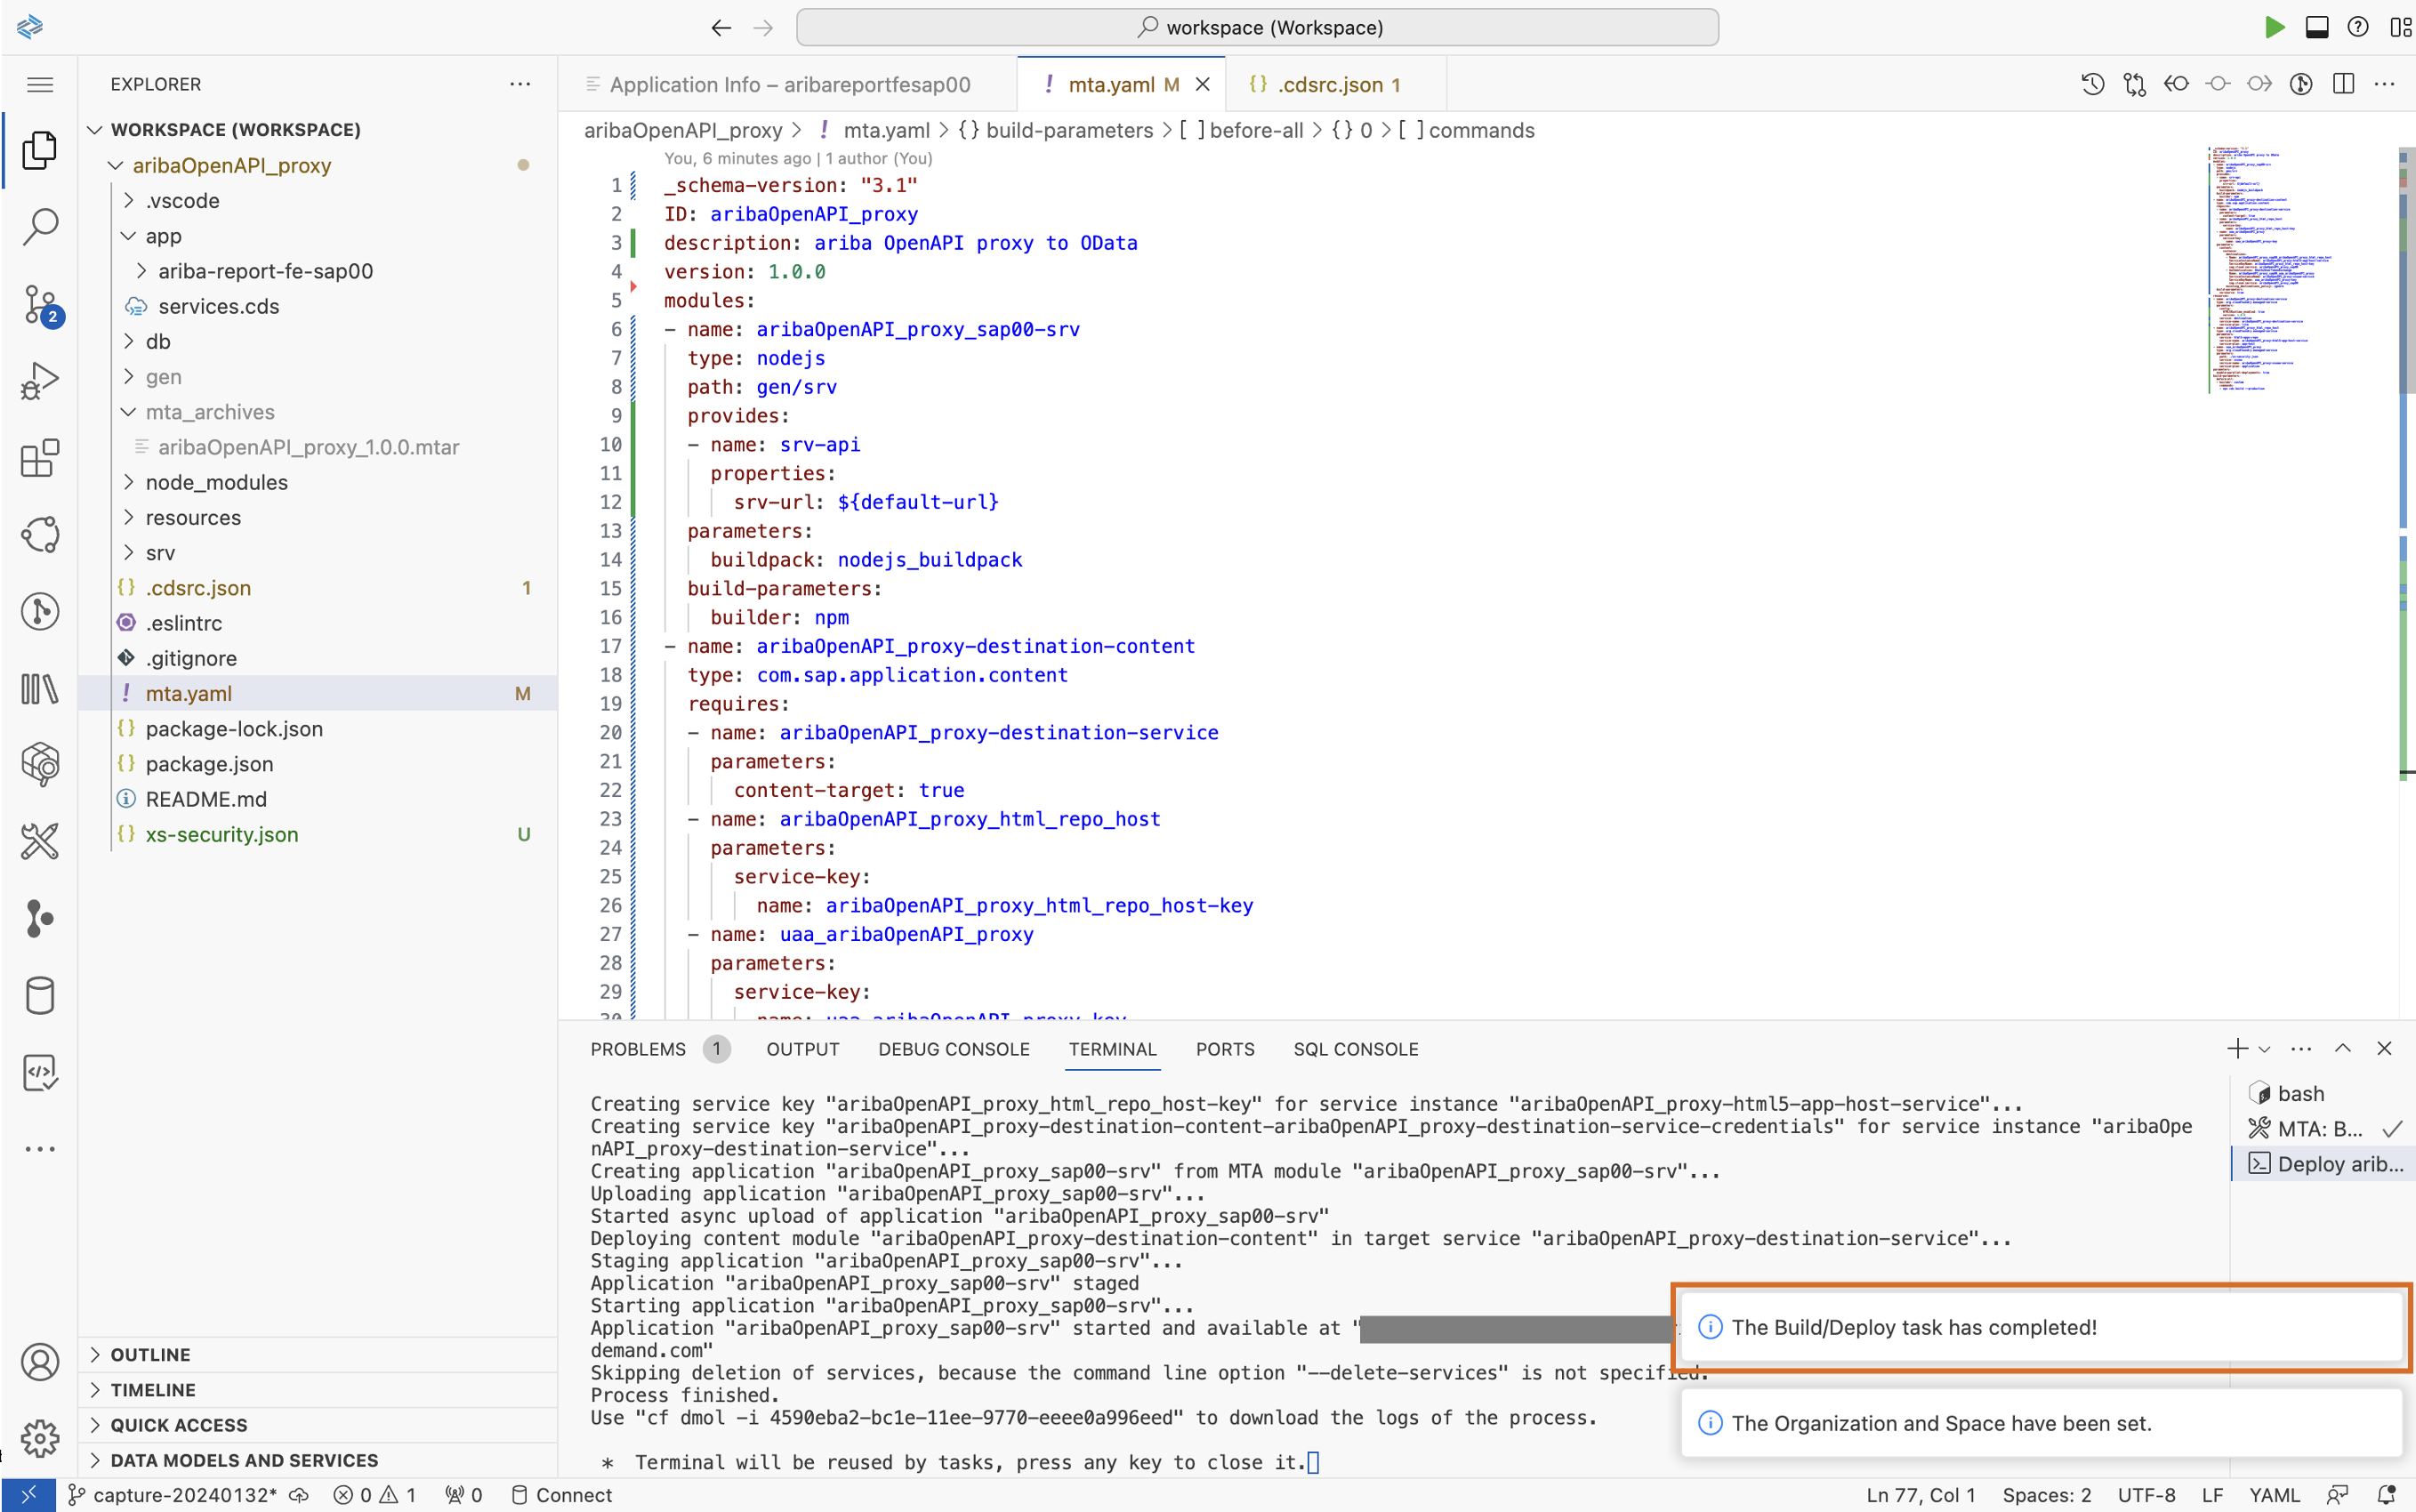 workspace (Workspace)
EXPLORER
Application Info – aribareportfesap00
mta.yaml M
.cdsrc.json 1
WORKSPACE (WORKSPACE)
aribaOpenAPI_proxy
.vscode
app
ariba-report-fe-sap00
services.cds
db
gen
mta_archives
aribaOpenAPI_proxy_1.0.0.mtar
node_modules
resources
srv
.cdsrc.json 1
.eslintrc
.gitignore
mta.yaml M
package-lock.json
package.json
README.md
xs-security.json U
2
OUTLINE
TIMELINE
QUICK ACCESS
DATA MODELS AND SERVICES
aribaOpenAPI_proxy > ! mta.yaml > {} build-parameters > [ ] before-all > {} 0 > [ ] commands
You, 6 minutes ago | 1 author (You)
1 _schema-version: "3.1"
2 ID: aribaOpenAPI_proxy
3 description: ariba OpenAPI proxy to OData
4 version: 1.0.0
5 modules:
6 - name: aribaOpenAPI_proxy_sap00-srv
7 type: nodejs
8 path: gen/srv
9 provides:
10 - name: srv-api
11 properties:
12 srv-url: ${default-url}
13 parameters:
14 buildpack: nodejs_buildpack
15 build-parameters:
16 builder: npm
17 - name: aribaOpenAPI_proxy-destination-content
18 type: com.sap.application.content
19 requires:
20 - name: aribaOpenAPI_proxy-destination-service
21 parameters:
22 content-target: true
23 - name: aribaOpenAPI_proxy_html_repo_host
24 parameters:
25 service-key:
26 name: aribaOpenAPI_proxy_html_repo_host-key
27 - name: uaa_aribaOpenAPI_proxy
28 parameters:
29 service-key:
30 name: uaa_aribaOpenAPI_proxy-key
PROBLEMS 1 OUTPUT DEBUG CONSOLE TERMINAL PORTS SQL CONSOLE
Creating service key "aribaOpenAPI_proxy_html_repo_host-key" for service instance "aribaOpenAPI_proxy-html5-app-host-service"...
Creating service key "aribaOpenAPI_proxy-destination-content-aribaOpenAPI_proxy-destination-service-credentials" for service instance "aribaOpe
nAPI_proxy-destination-service"...
Creating application "aribaOpenAPI_proxy_sap00-srv" from MTA module "aribaOpenAPI_proxy_sap00-srv"...
Uploading application "aribaOpenAPI_proxy_sap00-srv"...
Started async upload of application "aribaOpenAPI_proxy_sap00-srv"
Deploying content module "aribaOpenAPI_proxy-destination-content" in target service "aribaOpenAPI_proxy-destination-service"...
Staging application "aribaOpenAPI_proxy_sap00-srv"...
Application "aribaOpenAPI_proxy_sap00-srv" staged
Starting application "aribaOpenAPI_proxy_sap00-srv"...
Application "aribaOpenAPI_proxy_sap00-srv" started and available at "
demand.com"
Skipping deletion of services, because the command line option "--delete-services" is not specified.
Process finished.
Use "cf dmol -i 4590eba2-bc1e-11ee-9770-eeee0a996eed" to download the logs of the process.
* Terminal will be reused by tasks, press any key to close it.
bash
MTA: B...
Deploy arib...
The Build/Deploy task has completed!
The Organization and Space have been set.
capture-20240132* 0 1 0 Connect
Ln 77, Col 1 Spaces: 2 UTF-8 LF YAML